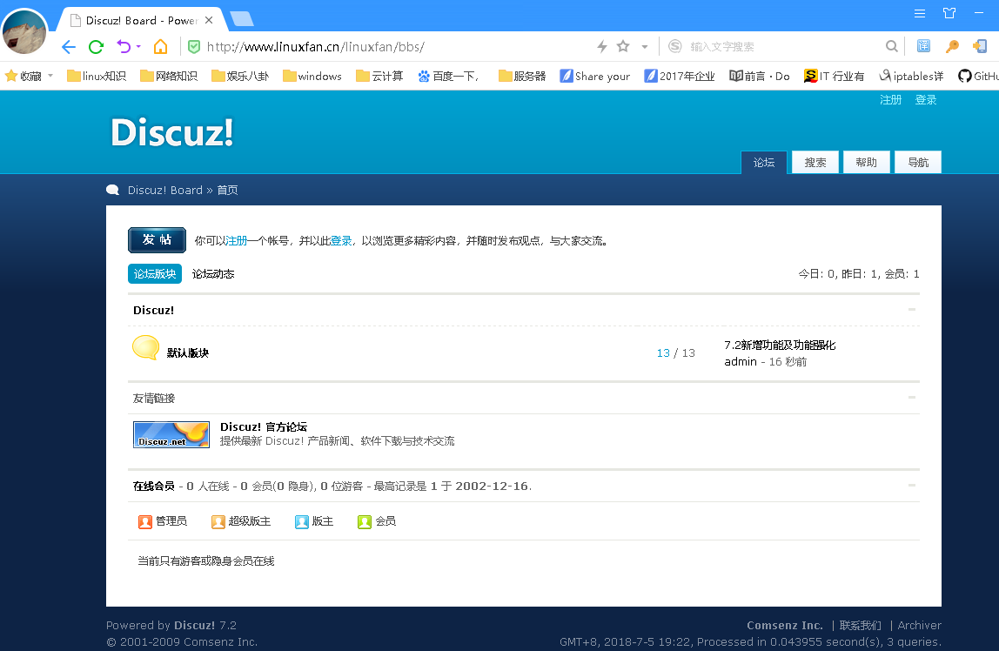 Discuz! Board - Power
http://www.linuxfan.cn/linuxfan/bbs/
输入文字搜索
收藏 linux知识 网络知识 娱乐八卦 windows 云计算 百度一下, 服务器 Share your 2017年企业 前言 · Do IT 行业有 iptables详 GitHu
注册 登录
Discuz!
论坛 搜索 帮助 导航
Discuz! Board » 首页
发帖 你可以注册一个帐号，并以此登录，以浏览更多精彩内容，并随时发布观点，与大家交流。
论坛版块 论坛动态 今日: 0, 昨日: 1, 会员: 1
Discuz!
默认版块 13 / 13
7.2新增功能及功能强化
admin - 16 秒前
友情链接
Discuz.net
Discuz! 官方论坛
提供最新 Discuz! 产品新闻、软件下载与技术交流
在线会员 - 0 人在线 - 0 会员(0 隐身), 0 位游客 - 最高记录是 1 于 2002-12-16.
管理员 超级版主 版主 会员
当前只有游客或隐身会员在线
Powered by Discuz! 7.2 Comsenz Inc. | 联系我们 | Archiver
© 2001-2009 Comsenz Inc. GMT+8, 2018-7-5 19:22, Processed in 0.043955 second(s), 3 queries.